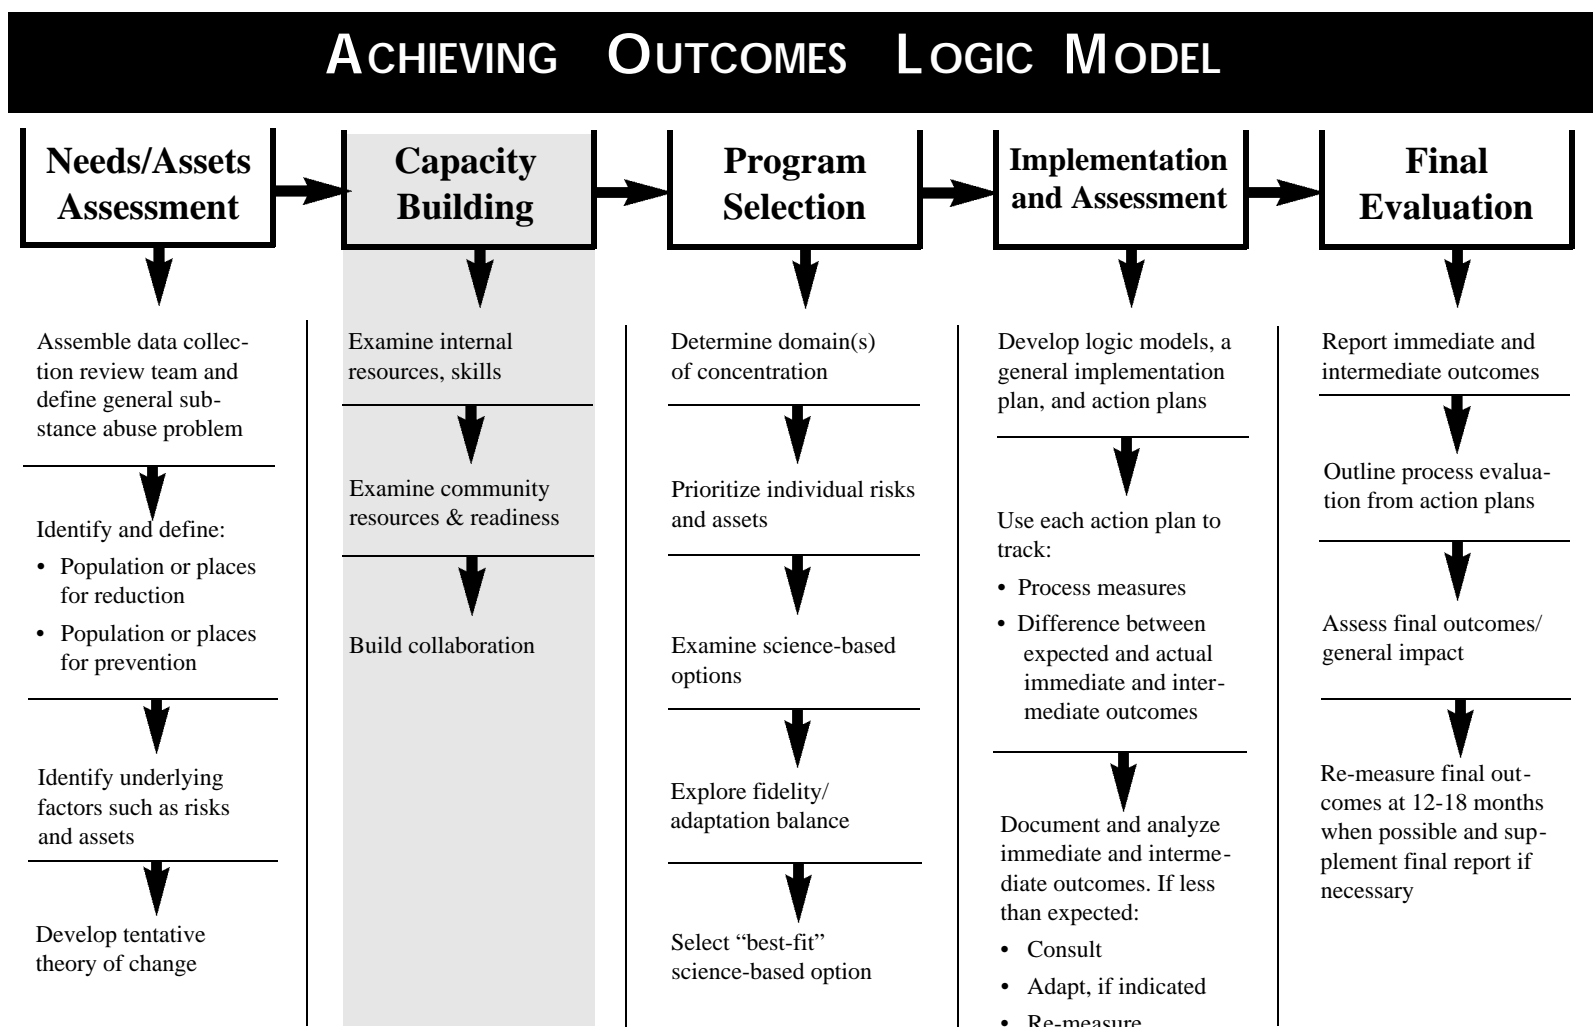 ACHIEVING OUTCOMES LOGIC MODEL
Needs/Assets
Assessment
Assemble data collec-
tion review team and
define general sub-
stance abuse problem
Identify and define:
• Population or places
for reduction
• Population or places
for prevention
Identify underlying
factors such as risks
and assets
Develop tentative
theory of change
Capacity
Building
Examine internal
resources, skills
Examine community
resources & readiness
Build collaboration
Program
Selection
Determine domain(s)
of concentration
Prioritize individual risks
and assets
Examine science-based
options
Explore fidelity/
adaptation balance
Select “best-fit”
science-based option
Implementation
and Assessment
Develop logic models, a
general implementation
plan, and action plans
Use each action plan to
track:
• Process measures
• Difference between
expected and actual
immediate and inter-
mediate outcomes
Document and analyze
immediate and interme-
diate outcomes. If less
than expected:
• Consult
• Adapt, if indicated
• Re-measure
Final
Evaluation
Report immediate and
intermediate outcomes
Outline process evalua-
tion from action plans
Assess final outcomes/
general impact
Re-measure final out-
comes at 12-18 months
when possible and sup-
plement final report if
necessary